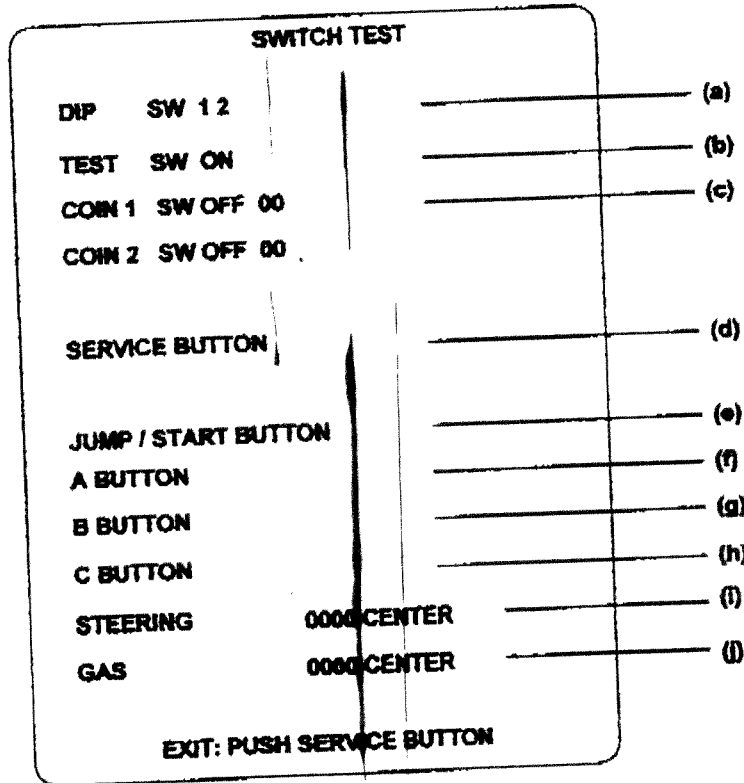 SWITCH TEST
DIP SW 1 2 (a)
TEST SW ON (b)
COIN 1 SW OFF 00 (c)
COIN 2 SW OFF 00
SERVICE BUTTON (d)
JUMP / START BUTTON (e)
A BUTTON (f)
B BUTTON (g)
C BUTTON (h)
STEERING 0000 CENTER (i)
GAS 0000 CENTER (j)
EXIT: PUSH SERVICE BUTTON